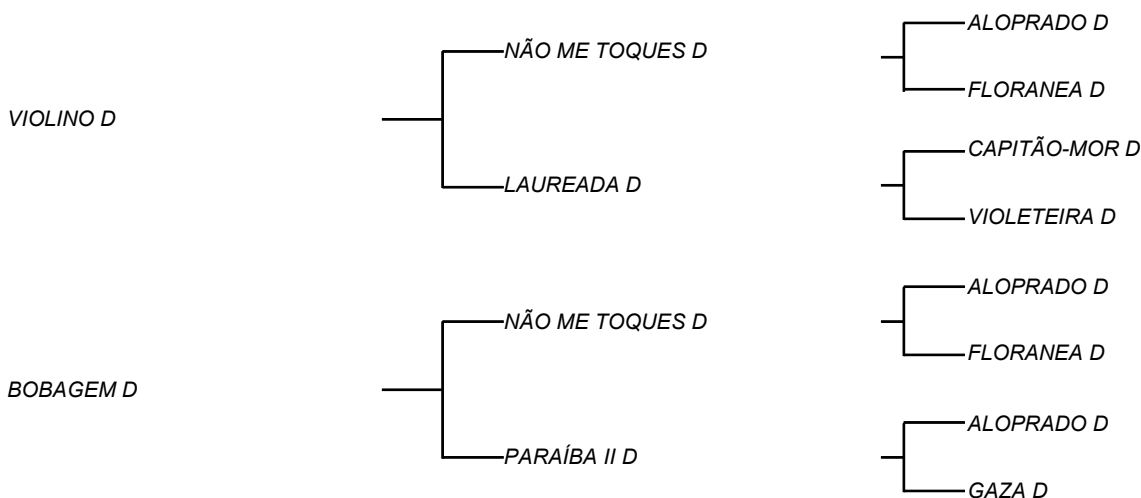 ALOPRADO D
NÃO ME TOQUES D
FLORANEA D
VIOLINO D
CAPITÃO-MOR D
LAUREADA D
VIOLETEIRA D
ALOPRADO D
NÃO ME TOQUES D
FLORANEA D
BOBAGEM D
ALOPRADO D
PARAÍBA II D
GAZA D